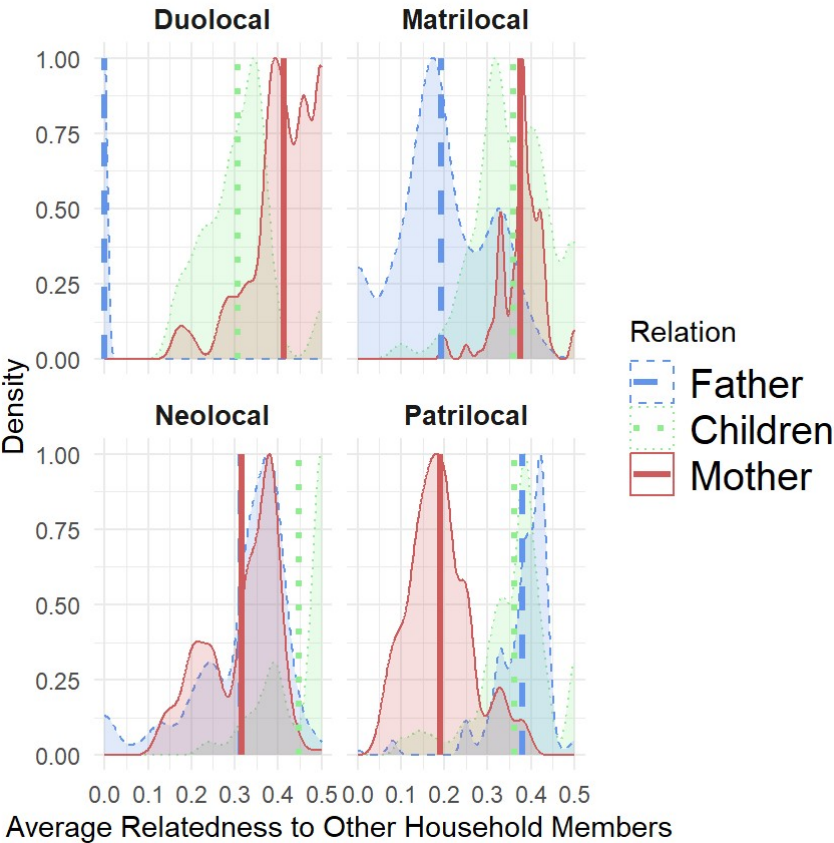 Duolocal Matrilocal
1.00
0.75
0.50
0.25
0.00
Density
Neolocal Patrilocal
1.00
0.75
0.50
0.25
0.00
0.0 0.1 0.2 0.3 0.4 0.5 0.0 0.1 0.2 0.3 0.4 0.5
Average Relatedness to Other Household Members
Relation
Father
Children
Mother